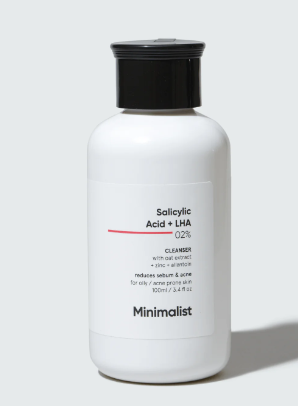 Salicylic
Acid + LHA
02%
CLEANSER
with oat extract
+ zinc + allantoin
reduces sebum & acne
for oily / acne prone skin
100ml / 3.4 fl oz
Minimalist